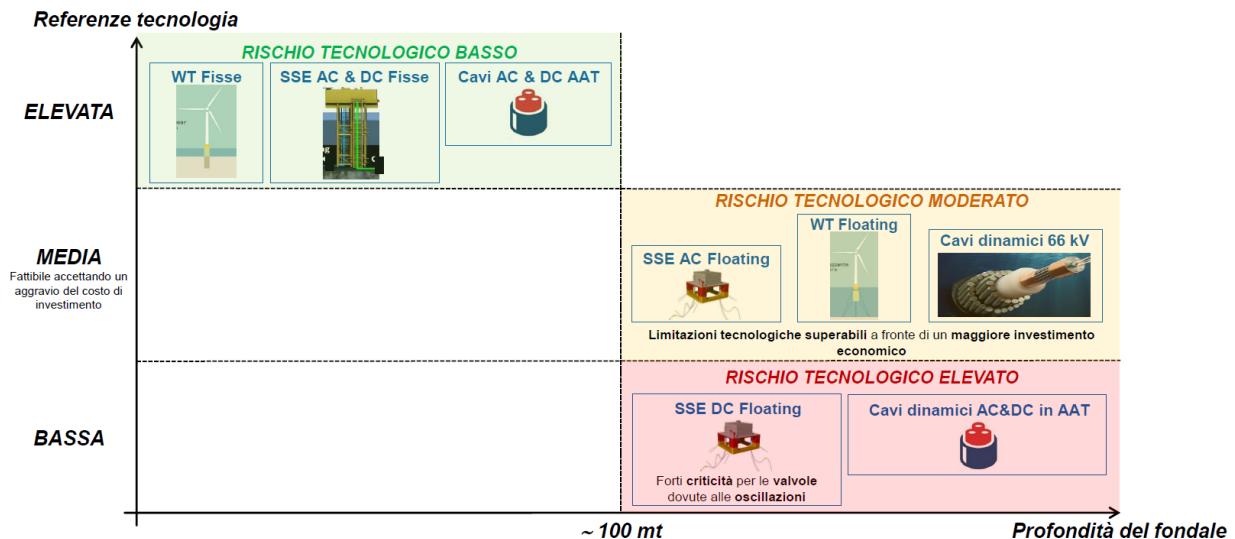 Referenze tecnologia
RISCHIO TECNOLOGICO BASSO
WT Fisse
SSE AC & DC Fisse
Cavi AC & DC AAT
ELEVATA
RISCHIO TECNOLOGICO MODERATO
WT Floating
SSE AC Floating
Cavi dinamici 66 kV
MEDIA
Fattibile accettando un
aggravio del costo di
investimento
Limitazioni tecnologiche superabili a fronte di un maggiore investimento
economico
RISCHIO TECNOLOGICO ELEVATO
SSE DC Floating
Cavi dinamici AC&DC in AAT
BASSA
Forti criticità per le valvole
dovute alle oscillazioni
~ 100 mt
Profondità del fondale